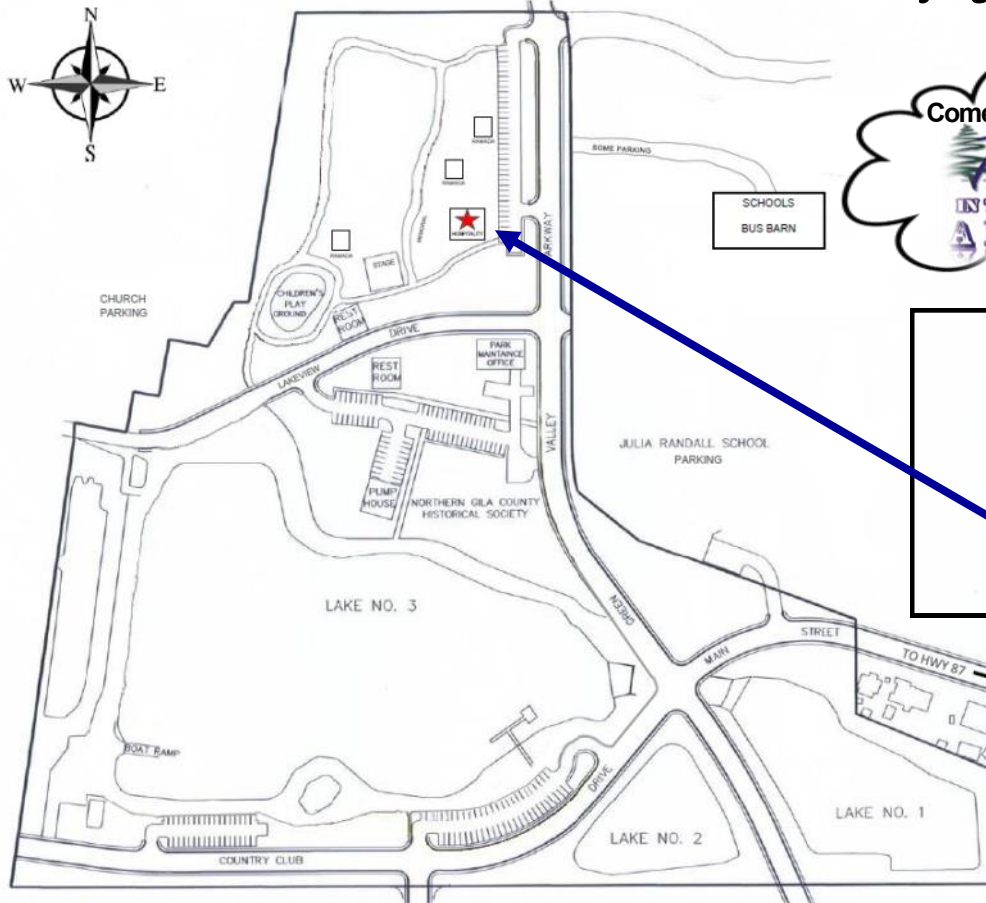 N
W E
S
Come
IN
SOME PARKING
SCHOOLS
BUS BARN
RAMADA
RAMADA
HOSPITALITY
RAMADA
STAGE
MEMORIAL
PARKWAY
CHURCH
PARKING
CHILDREN'S
PLAY
GROUND
REST
ROOM
LAKEVIEW DRIVE
REST
ROOM
PARK
MAINTAINCE
OFFICE
VALLEY
GREEN
JULIA RANDALL SCHOOL
PARKING
PUMP
HOUSE
NORTHERN GILA COUNTY
HISTORICAL SOCIETY
LAKE NO. 3
MAIN STREET
TO HWY 87
BOAT RAMP
COUNTRY CLUB DRIVE
LAKE NO. 2
LAKE NO. 1